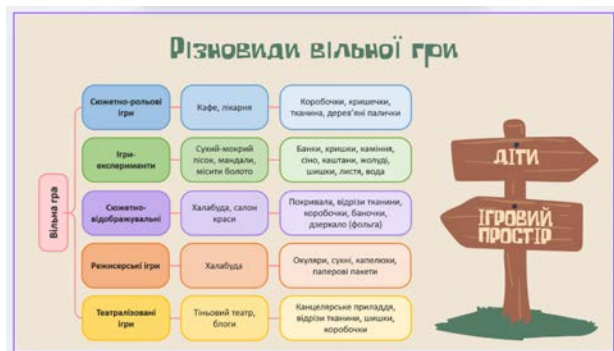 Різновиди вільної гри
Вільна гра
Сюжетно-рольові
ігри
Кафе, лікарня
Коробочки, кришечки,
тканина, дерев'яні палички
Ігри-
експерименти
Сухий-мокрий
пісок, мандали,
місити болото
Банки, кришки, каміння,
сіно, каштани, жолуді,
шишки, листя, вода
Сюжетно-
відображувальні
Халабуда, салон
краси
Покривала, відрізи тканини,
коробочки, баночки,
дзеркало (фольга)
Режисерські ігри
Халабуда
Окуляри, сукні, капелюхи,
паперові пакети
Театралізовані
ігри
Тіньовий театр,
блоги
Канцелярське приладдя,
відрізи тканини, шишки,
коробочки
ДІТИ
ІГРОВИЙ
ПРОСТІР